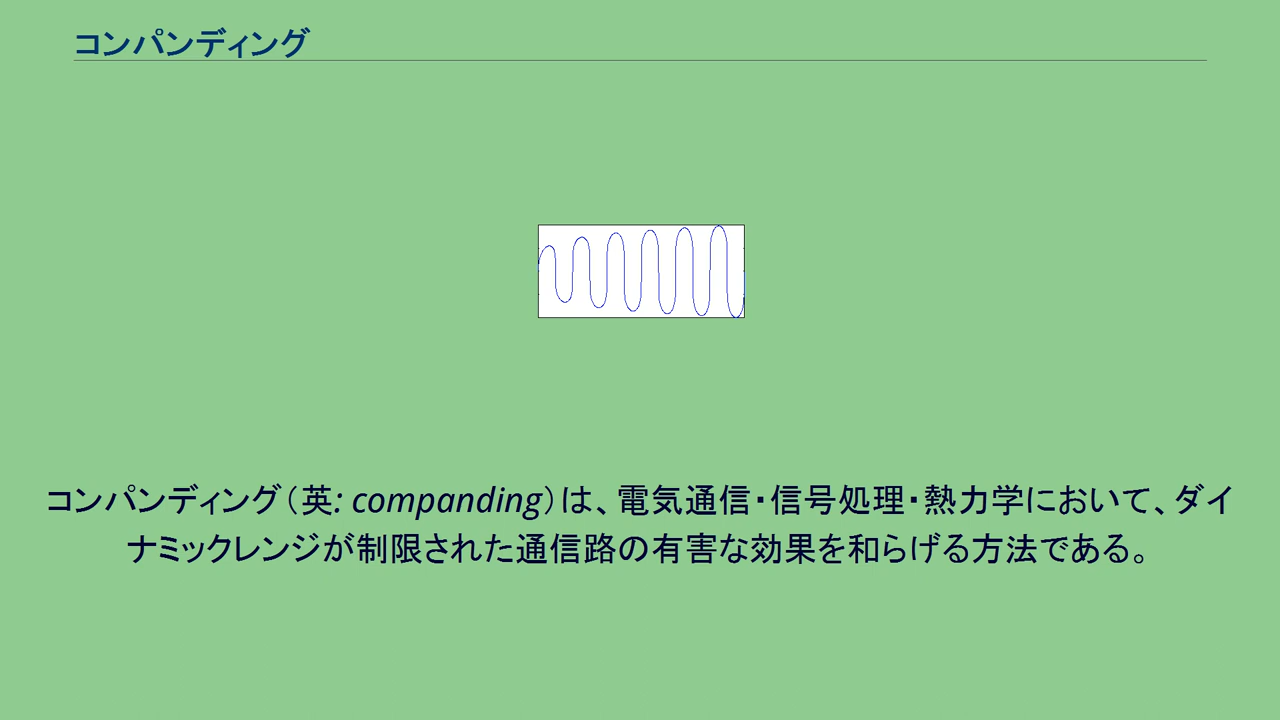 コンパンディング
コンパンディング（英: companding）は、電気通信・信号処理・熱力学において、ダイ
ナミックレンジが制限された通信路の有害な効果を和らげる方法である。